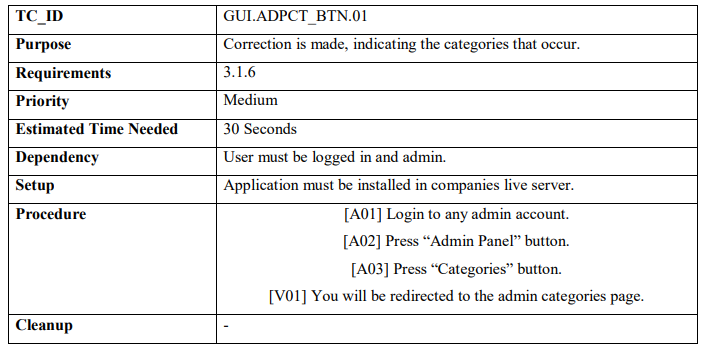 TC_ID GUI.ADPCT_BTN.01
Purpose Correction is made, indicating the categories that occur.
Requirements 3.1.6
Priority Medium
Estimated Time Needed 30 Seconds
Dependency User must be logged in and admin.
Setup Application must be installed in companies live server.
Procedure [A01] Login to any admin account.
[A02] Press “Admin Panel” button.
[A03] Press “Categories” button.
[V01] You will be redirected to the admin categories page.
Cleanup -